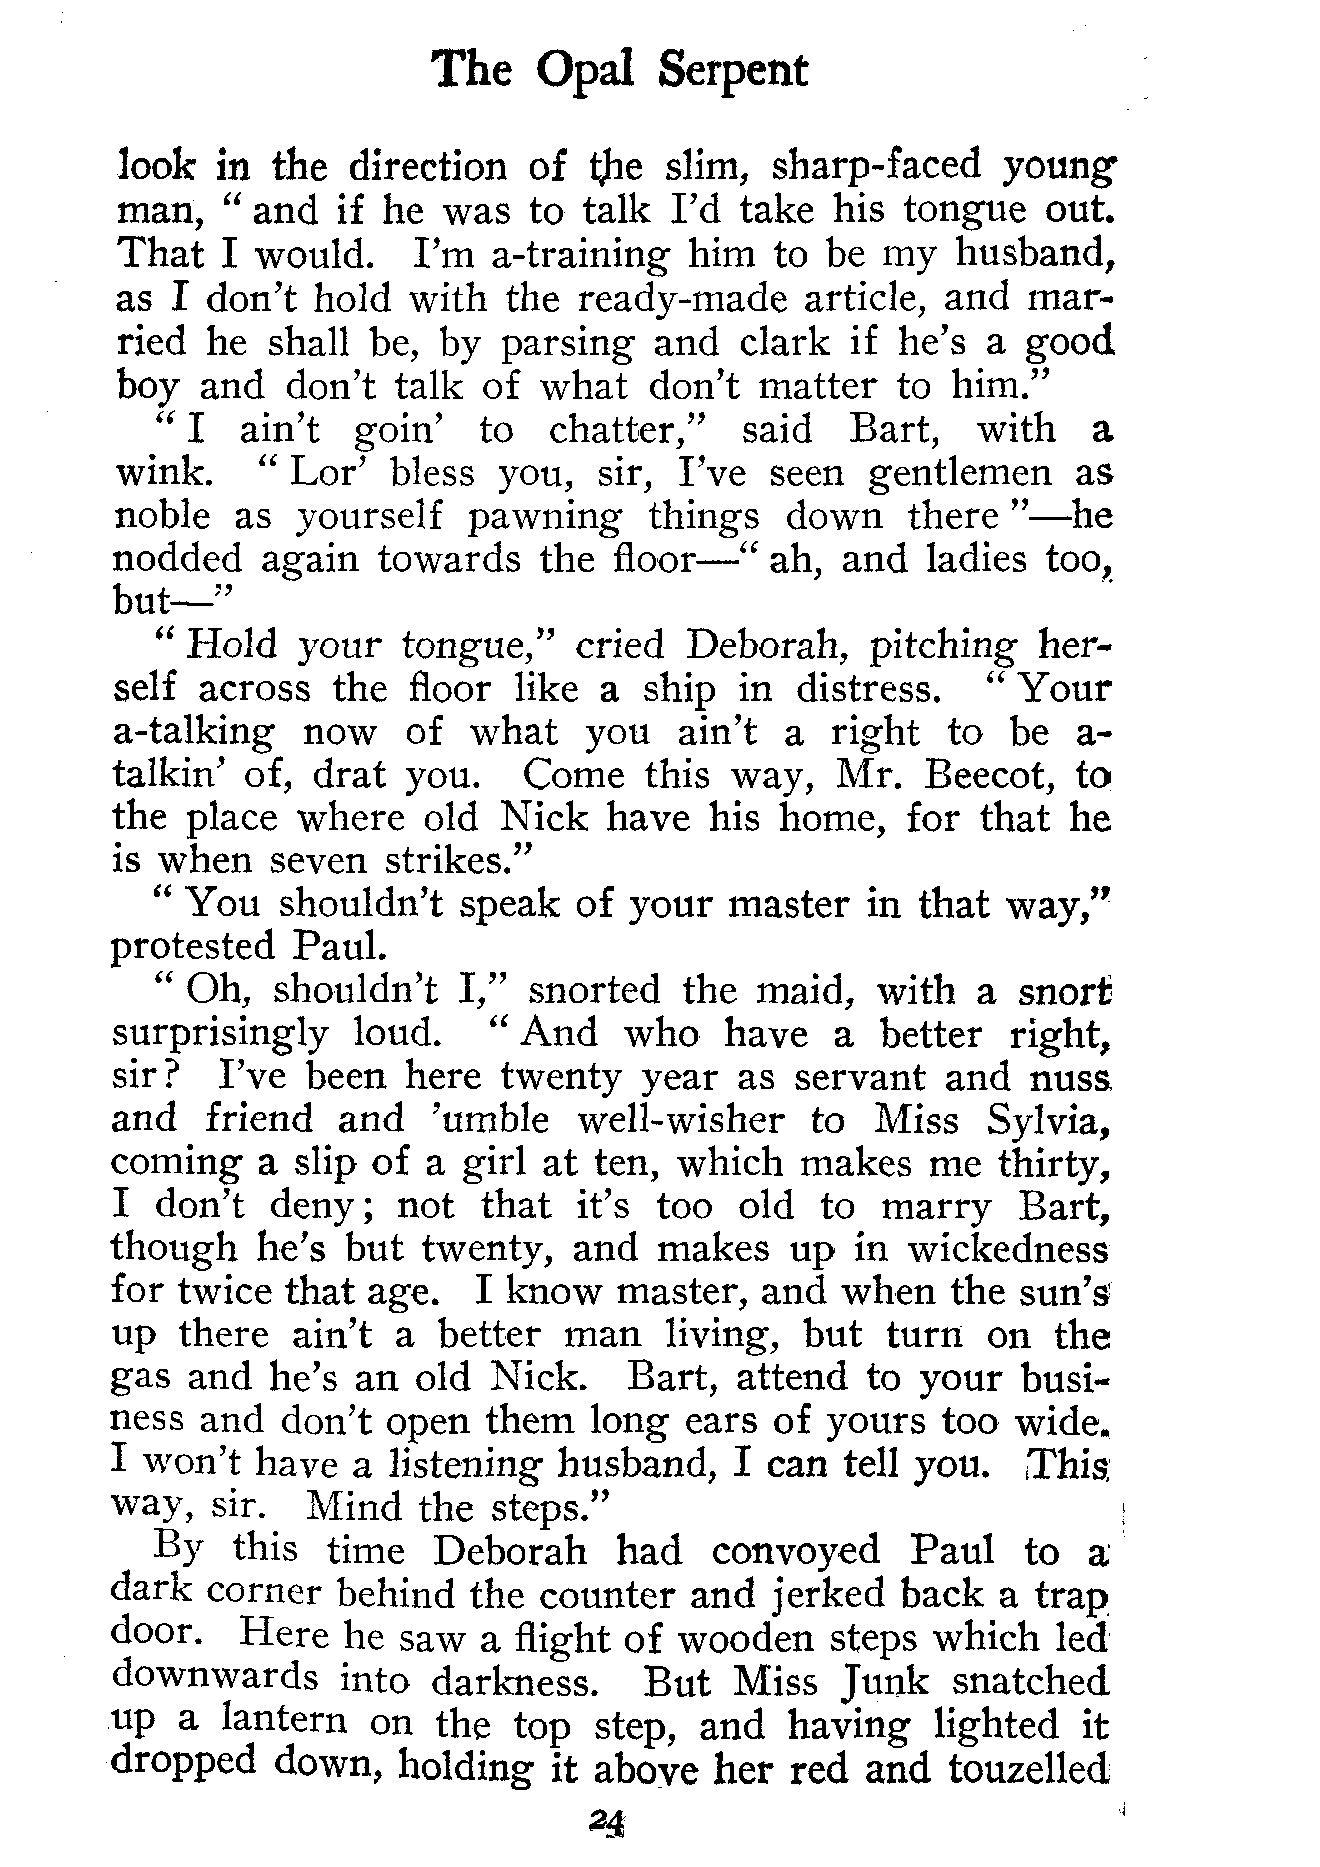 The Opal Serpent
look in the direction of the slim, sharp-faced young
man, " and if he was to talk I'd take his tongue out.
That I would. I'm a-training him to be my husband,
as I don't hold with the ready-made article, and mar-
ried he shall be, by parsing and clark if he's a good
boy and don't talk of what don't matter to him."
" I ain't goin' to chatter," said Bart, with a
wink. " Lor' bless you, sir, I've seen gentlemen as
noble as yourself pawning things down there "—he
nodded again towards the floor—" ah, and ladies too,
but—"
" Hold your tongue," cried Deborah, pitching her-
self across the floor like a ship in distress. " Your
a-talking now of what you ain't a right to be a-
talkin' of, drat you. Come this way, Mr. Beecot, to
the place where old Nick have his home, for that he
is when seven strikes."
" You shouldn't speak of your master in that way,"
protested Paul.
" Oh, shouldn't I," snorted the maid, with a snort
surprisingly loud. " And who have a better right,
sir? I've been here twenty year as servant and nuss
and friend and 'umble well-wisher to Miss Sylvia,
coming a slip of a girl at ten, which makes me thirty,
I don't deny; not that it's too old to marry Bart,
though he's but twenty, and makes up in wickedness
for twice that age. I know master, and when the sun's
up there ain't a better man living, but turn on the
gas and he's an old Nick. Bart, attend to your busi-
ness and don't open them long ears of yours too wide.
I won't have a listening husband, I can tell you. This
way, sir. Mind the steps."
By this time Deborah had convoyed Paul to a
dark corner behind the counter and jerked back a trap
door. Here he saw a flight of wooden steps which led
downwards into darkness. But Miss Junk snatched
up a lantern on the top step, and having lighted it
dropped down, holding it above her red and touzelled
24